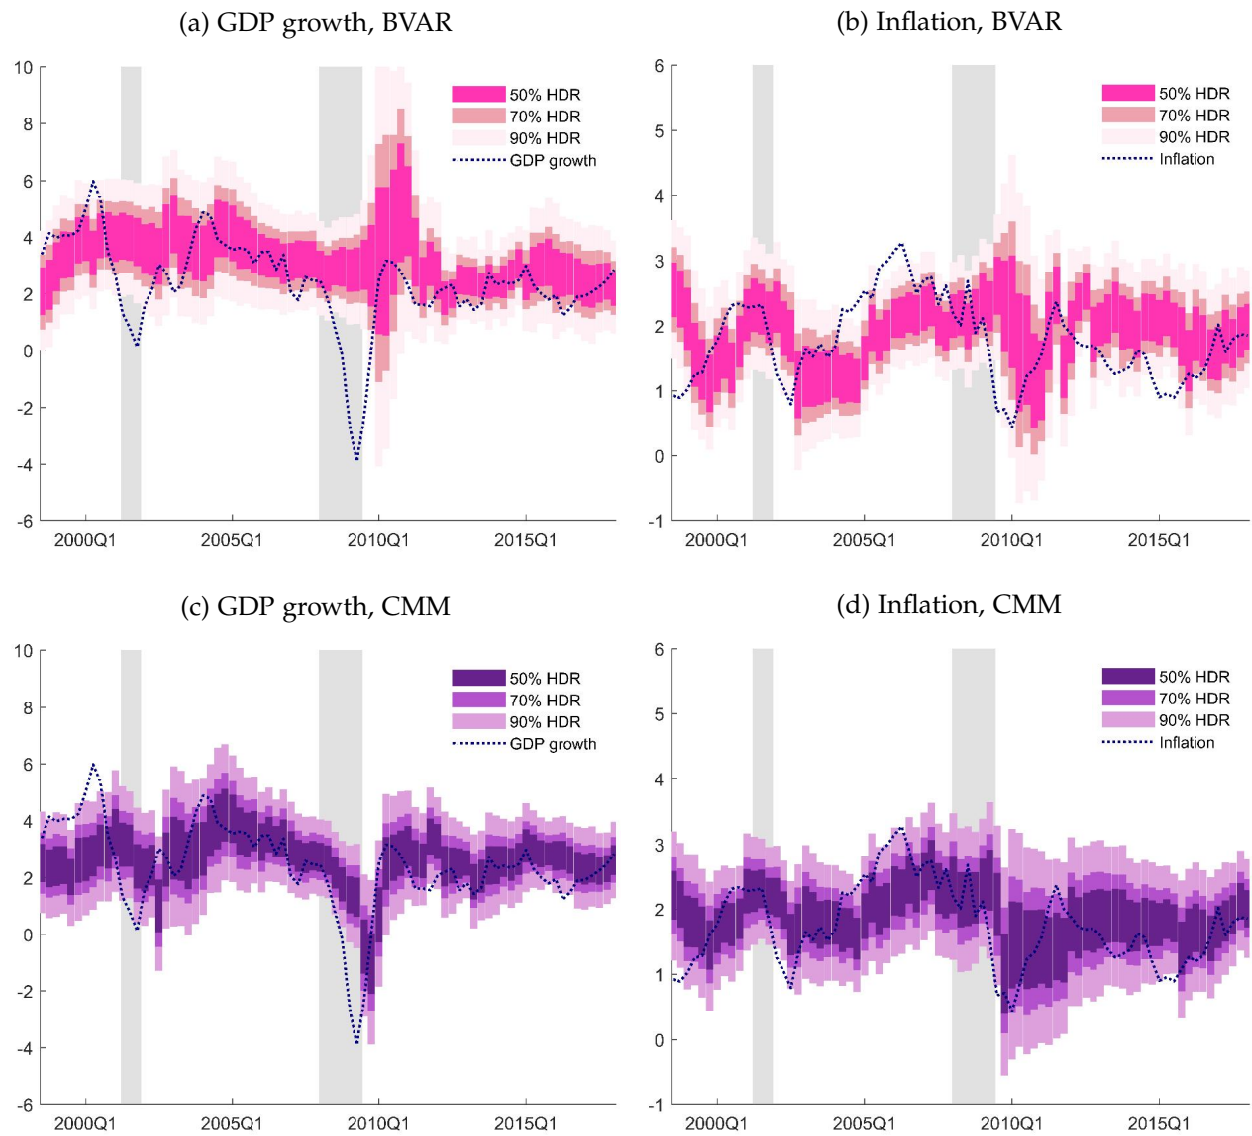 (a) GDP growth, BVAR
10
8
6
4
2
0
-2
-4
-6
50% HDR
70% HDR
90% HDR
GDP growth
2000Q1
2005Q1
2010Q1
2015Q1
(b) Inflation, BVAR
6
5
4
3
2
1
0
-1
50% HDR
70% HDR
90% HDR
Inflation
2000Q1
2005Q1
2010Q1
2015Q1
(c) GDP growth, CMM
10
8
6
4
2
0
-2
-4
-6
50% HDR
70% HDR
90% HDR
GDP growth
2000Q1
2005Q1
2010Q1
2015Q1
(d) Inflation, CMM
6
5
4
3
2
1
0
-1
50% HDR
70% HDR
90% HDR
Inflation
2000Q1
2005Q1
2010Q1
2015Q1